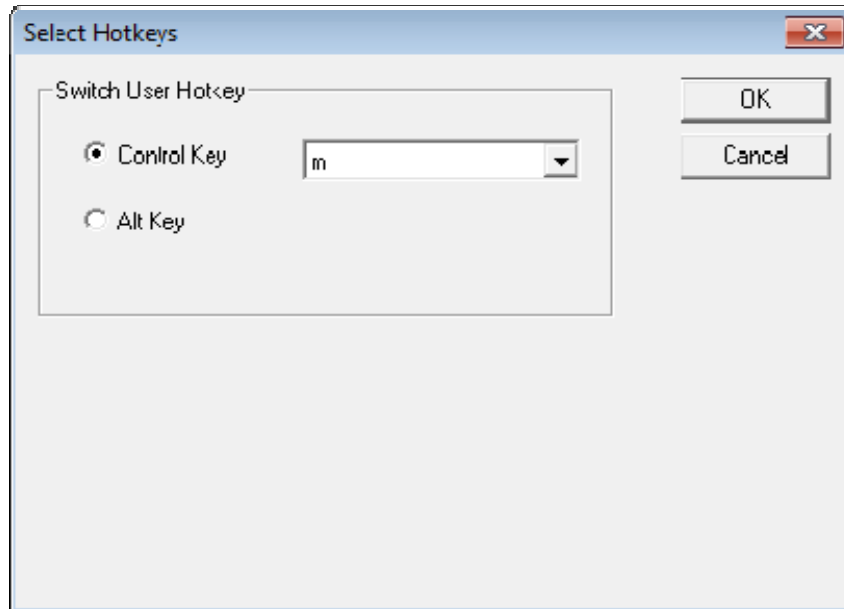 Select Hotkeys
Switch User Hotkey
OK
Control Key
m
Cancel
Alt Key